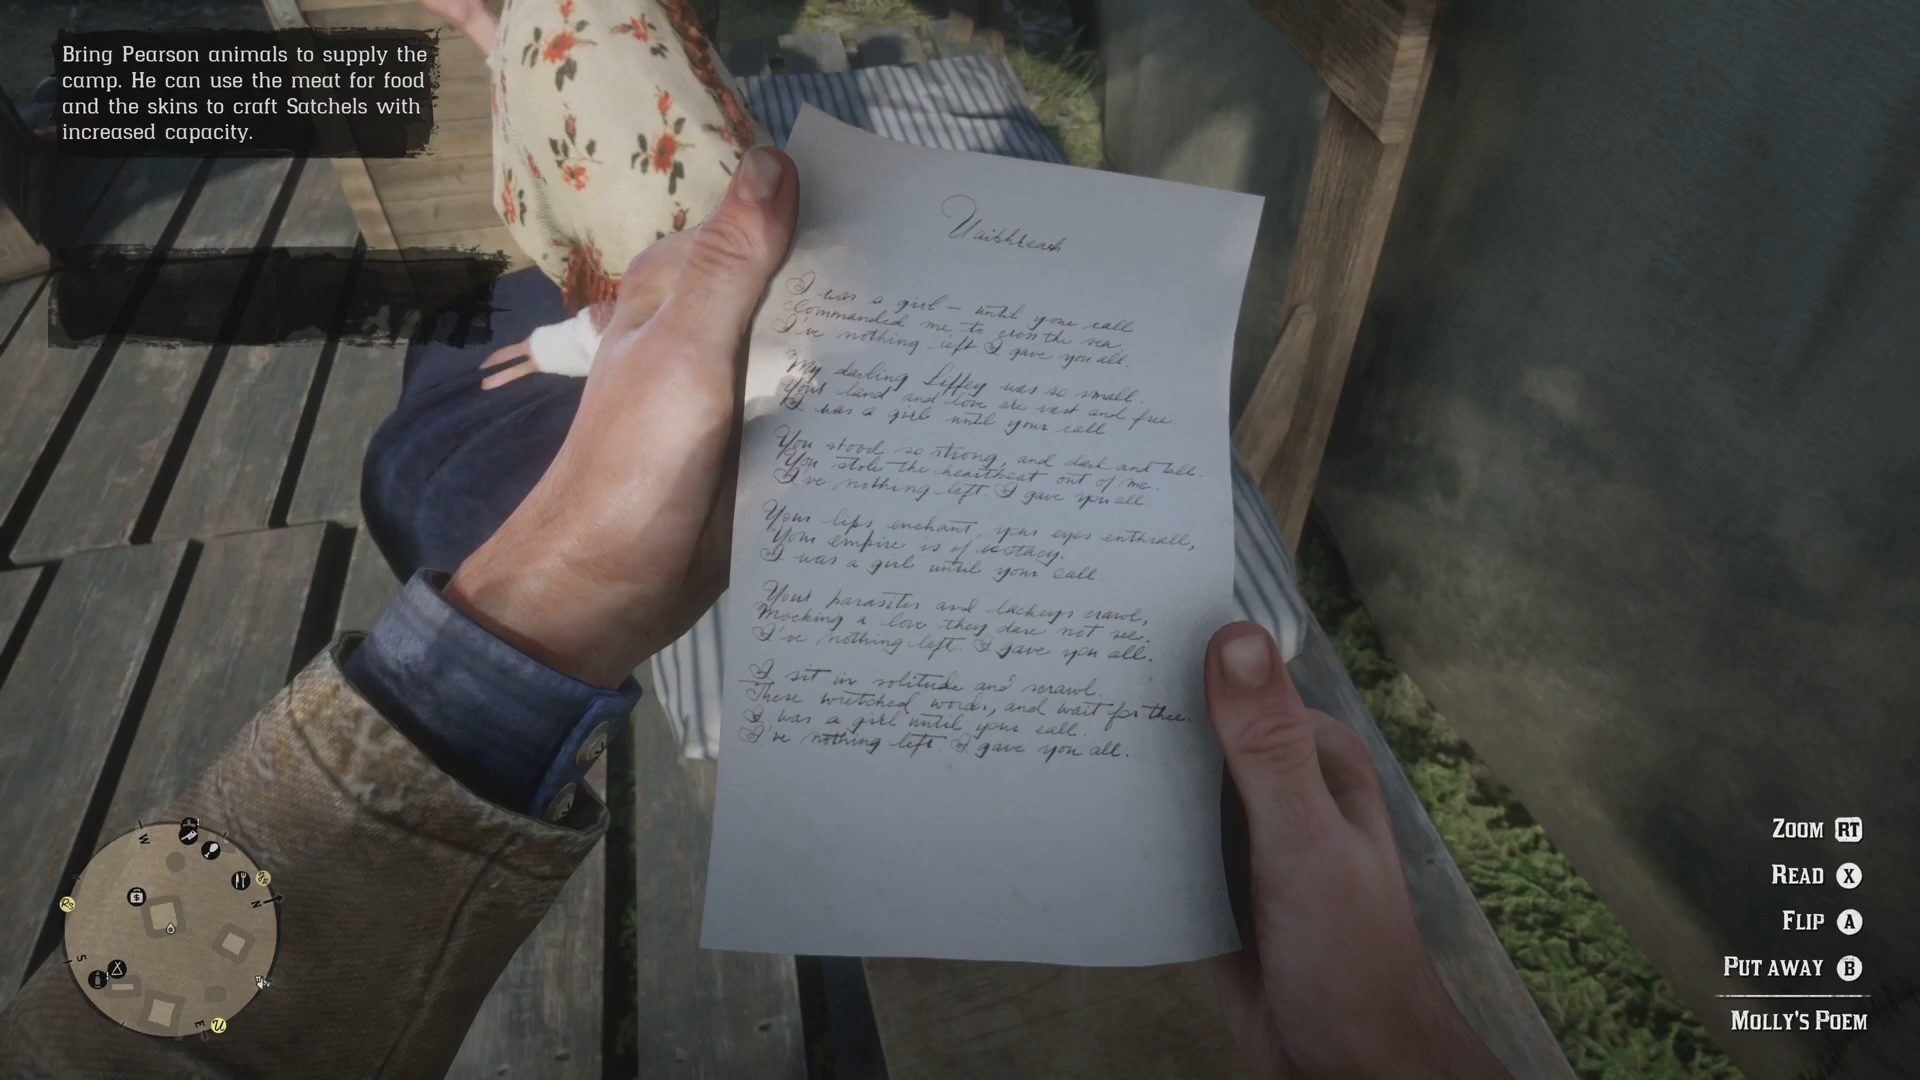 Bring Pearson animals to supply the
camp. He can use the meat for food
and the skins to craft Satchels with
increased capacity.
Uaibhreach
I was a girl – until your call
Commanded me to cross the sea
I've nothing left I gave you all.
My darling Liffey was so small.
Your land and love are vast and free
I was a girl until your call.
You stood so strong, and dark and tall.
You stole the heartbeat out of me.
I've nothing left. I gave you all.
Your lips enchant, your eyes enthrall,
Your empire is of ecstacy.
I was a girl until your call.
Your parasites and lackeys crawl,
Mocking a love they dare not see.
I've nothing left. I gave you all.
I sit in solitude and scrawl.
These wretched words, and wait for thee.
I was a girl until your call.
I've nothing left. I gave you all.
ZOOM RT
READ X
FLIP A
PUT AWAY B
MOLLY'S POEM
W
N
S
E
U